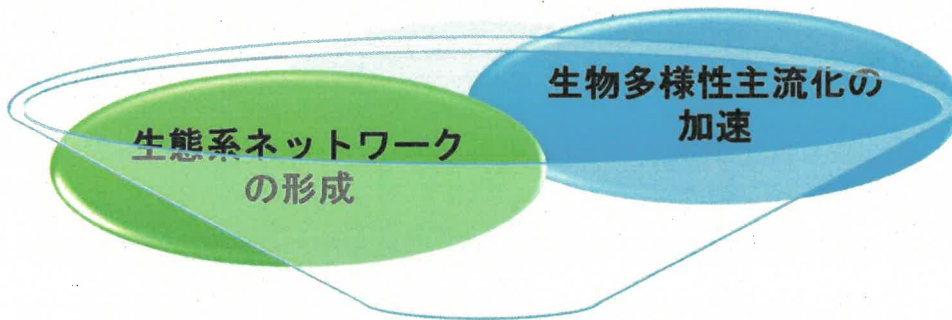 生態系ネットワーク
の形成
生物多様性主流化の
加速